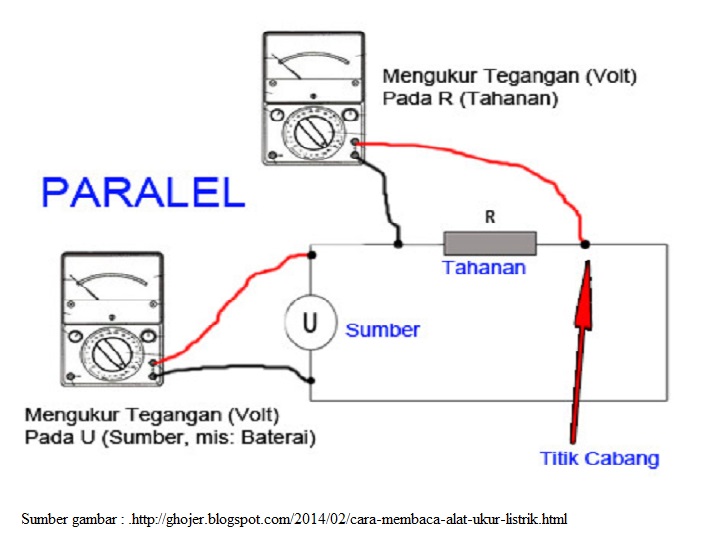 Mengukur Tegangan (Volt)
Pada R (Tahanan)
PARALEL
R
Tahanan
U
Sumber
Mengukur Tegangan (Volt)
Pada U (Sumber, mis: Baterai)
Titik Cabang
Sumber gambar : .http://ghojer.blogspot.com/2014/02/cara-membaca-alat-ukur-listrik.html